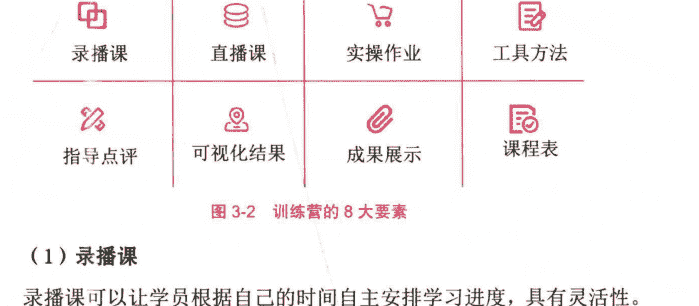 录播课 直播课 实操作业 工具方法
指导点评 可视化结果 成果展示 课程表
图 3-2 训练营的 8 大要素
（1）录播课
录播课可以让学员根据自己的时间自主安排学习进度，具有灵活性。